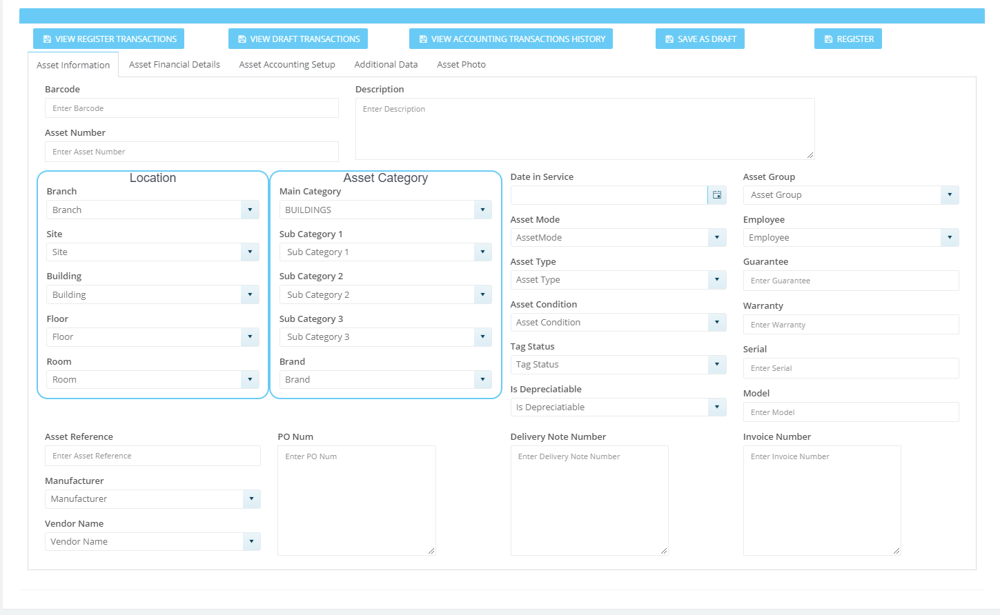 VIEW REGISTER TRANSACTIONS
VIEW DRAFT TRANSACTIONS
VIEW ACCOUNTING TRANSACTIONS HISTORY
SAVE AS DRAFT
REGISTER
Asset Information
Asset Financial Details
Asset Accounting Setup
Additional Data
Asset Photo
Barcode
Enter Barcode
Asset Number
Enter Asset Number
Description
Enter Description
Location
Branch
Branch
Site
Site
Building
Building
Floor
Floor
Room
Room
Asset Category
Main Category
BUILDINGS
Sub Category 1
Sub Category 1
Sub Category 2
Sub Category 2
Sub Category 3
Sub Category 3
Brand
Brand
Date in Service
Asset Mode
AssetMode
Asset Type
Asset Type
Asset Condition
Asset Condition
Tag Status
Tag Status
Is Depreciatiable
Is Depreciatiable
Asset Group
Asset Group
Employee
Employee
Guarantee
Enter Guarantee
Warranty
Enter Warranty
Serial
Enter Serial
Model
Enter Model
Asset Reference
Enter Asset Reference
Manufacturer
Manufacturer
Vendor Name
Vendor Name
PO Num
Enter PO Num
Delivery Note Number
Enter Delivery Note Number
Invoice Number
Enter Invoice Number